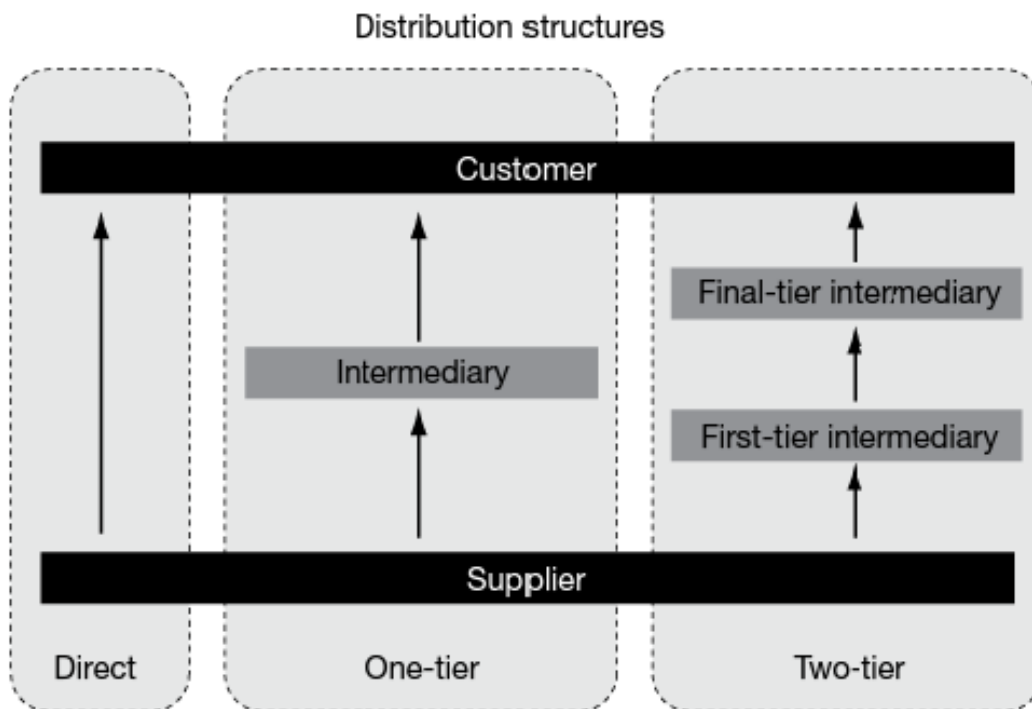 Distribution structures
Customer
Final-tier intermediary
Intermediary
First-tier intermediary
Supplier
Direct
One-tier
Two-tier